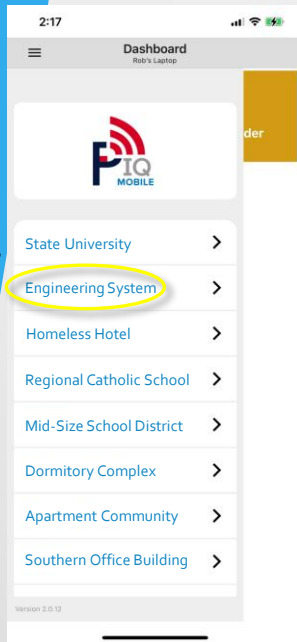 2:17
Dashboard
Rob's Laptop
der
PIQ
MOBILE
State University
Engineering System
Homeless Hotel
Regional Catholic School
Mid-Size School District
Dormitory Complex
Apartment Community
Southern Office Building
Version 2.0.12